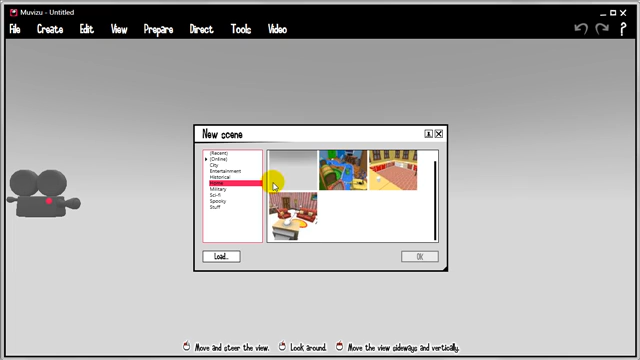 Muvizu - Untitled
File Create Edit View Prepare Direct Tools Video ?
New scene
(Recent)
(Online)
City
Entertainment
Historical
Home
Military
Sci-fi
Spooky
Stuff
Load... OK
Move and steer the view. Look around. Move the view sideways and vertically.